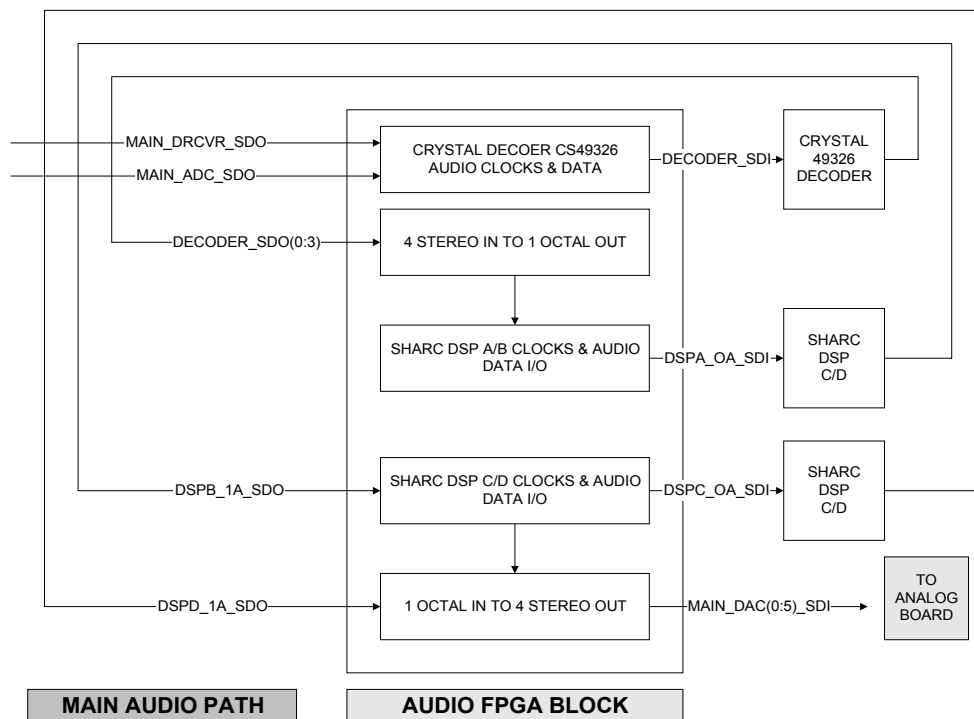 MAIN_DRCVR_SDO
MAIN_ADC_SDO
CRYSTAL DECOER CS49326
AUDIO CLOCKS & DATA
DECODER_SDI
CRYSTAL
49326
DECODER
DECODER_SDO(0:3)
4 STEREO IN TO 1 OCTAL OUT
SHARC DSP A/B CLOCKS & AUDIO
DATA I/O
DSPA_OA_SDI
SHARC
DSP
C/D
DSPB_1A_SDO
SHARC DSP C/D CLOCKS & AUDIO
DATA I/O
DSPC_OA_SDI
SHARC
DSP
C/D
DSPD_1A_SDO
1 OCTAL IN TO 4 STEREO OUT
MAIN_DAC(0:5)_SDI
TO
ANALOG
BOARD
MAIN AUDIO PATH
AUDIO FPGA BLOCK